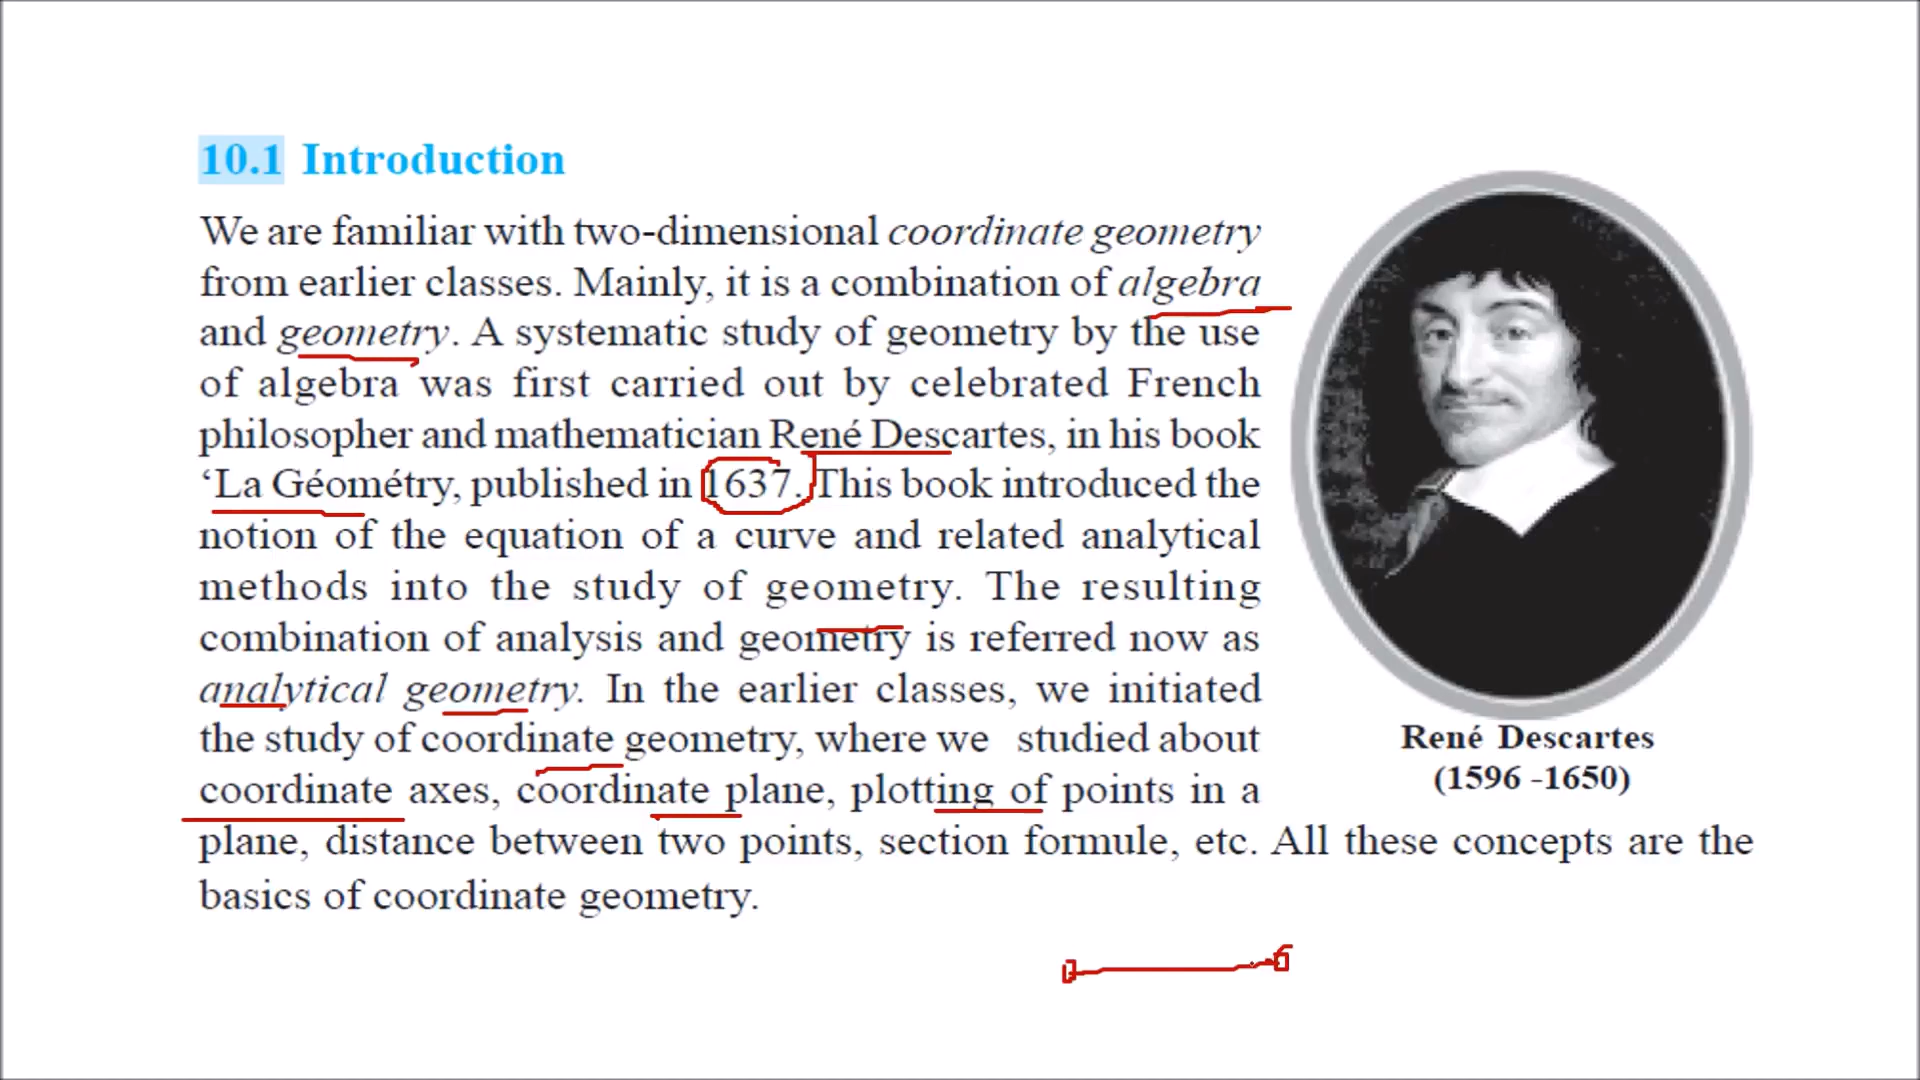 10.1 Introduction
We are familiar with two-dimensional coordinate geometry
from earlier classes. Mainly, it is a combination of algebra
and geometry. A systematic study of geometry by the use
of algebra was first carried out by celebrated French
philosopher and mathematician René Descartes, in his book
‘La Géométry, published in 1637. This book introduced the
notion of the equation of a curve and related analytical
methods into the study of geometry. The resulting
combination of analysis and geometry is referred now as
analytical geometry. In the earlier classes, we initiated
the study of coordinate geometry, where we studied about
coordinate axes, coordinate plane, plotting of points in a
plane, distance between two points, section formule, etc. All these concepts are the
basics of coordinate geometry.
René Descartes
(1596 -1650)